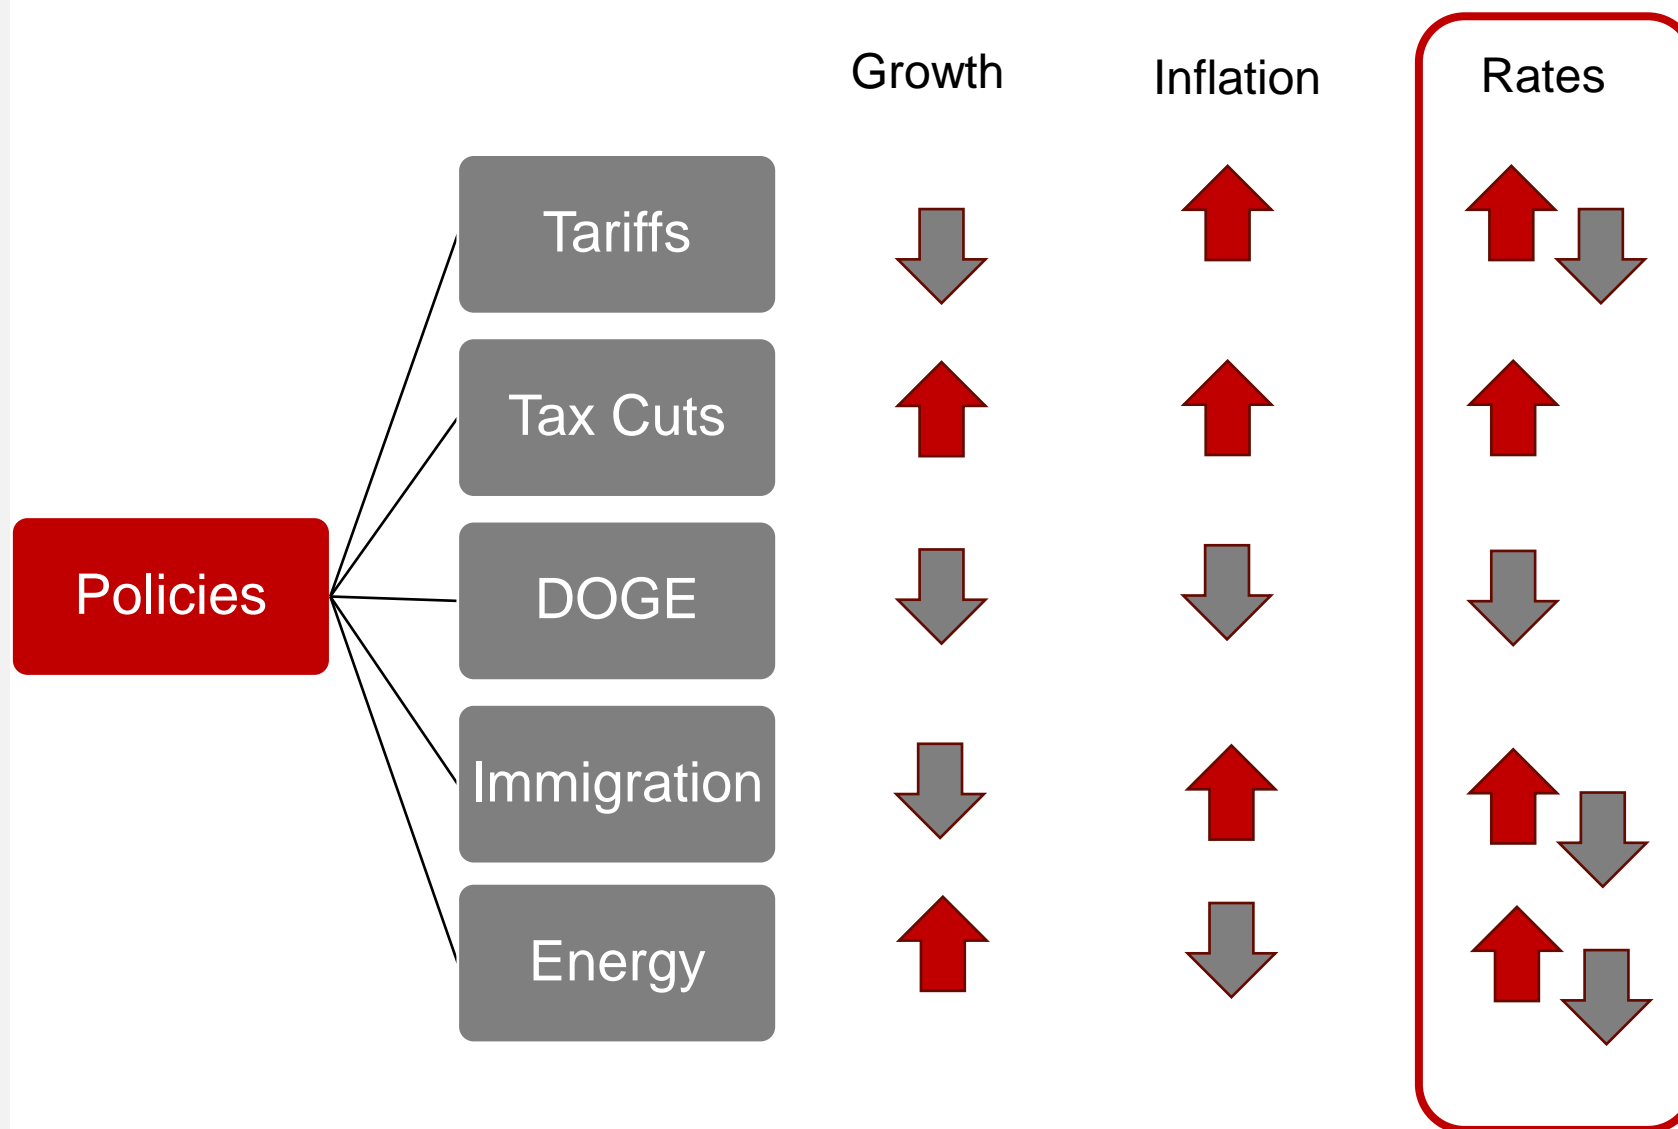 Growth
Inflation
Rates
Tariffs
Tax Cuts
Policies
DOGE
Immigration
Energy